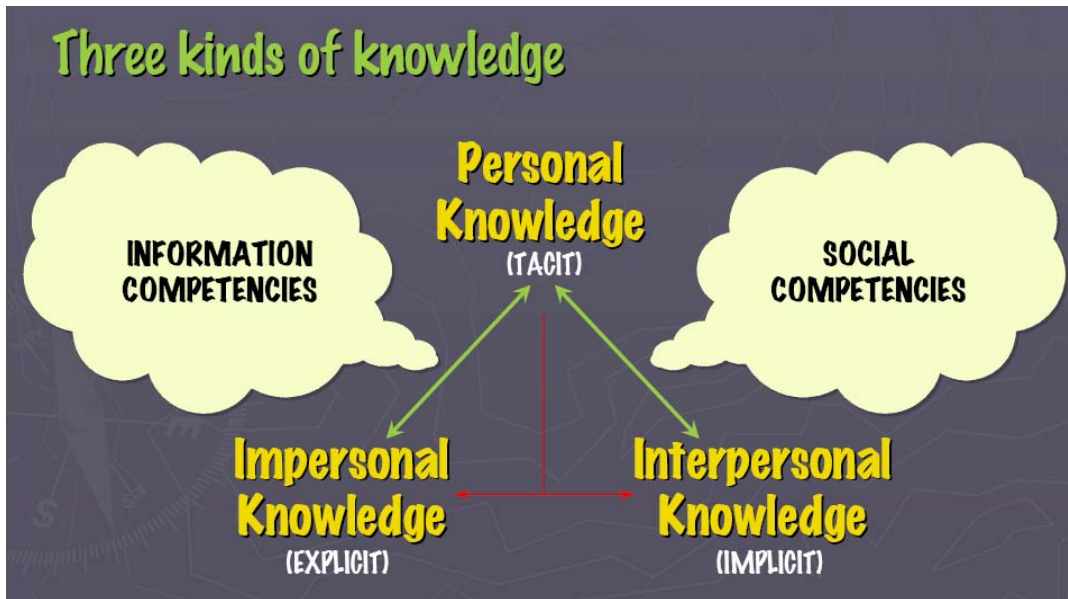 Three kinds of knowledge
Personal
Knowledge
(TACIT)
INFORMATION
COMPETENCIES
SOCIAL
COMPETENCIES
Impersonal
Knowledge
(EXPLICIT)
Interpersonal
Knowledge
(IMPLICIT)
E
S